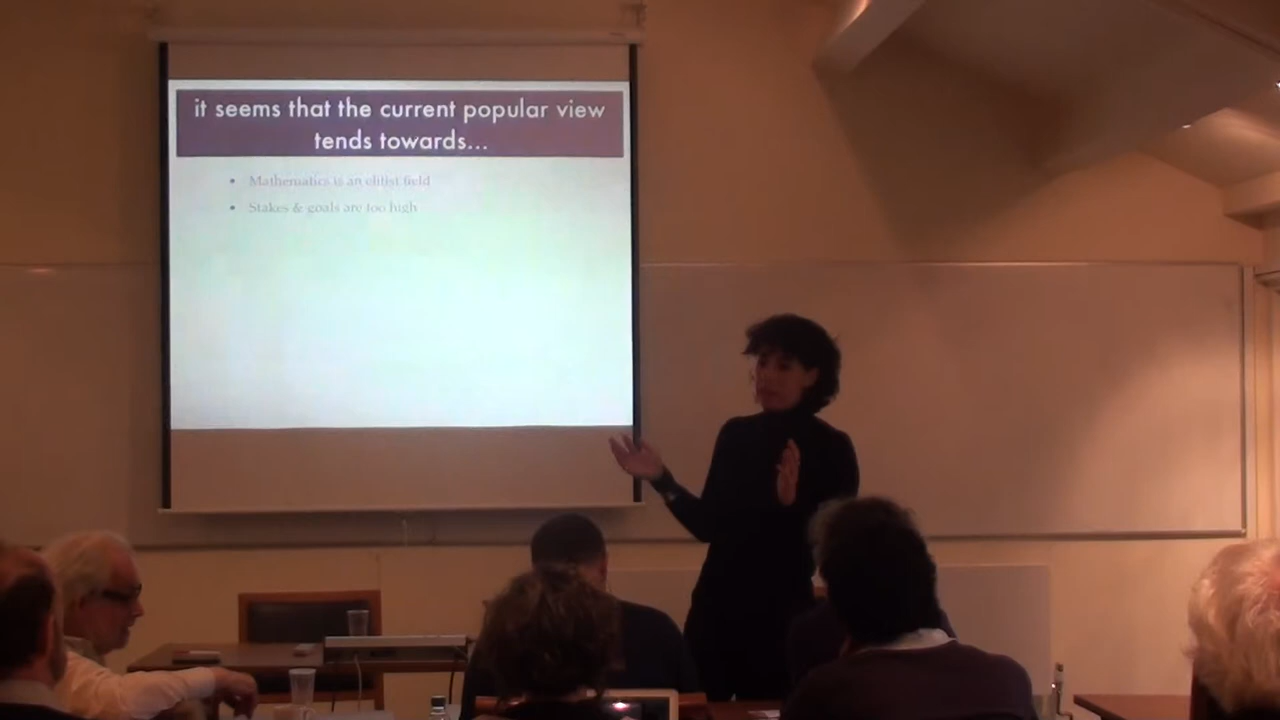 it seems that the current popular view
tends towards...
• Mathematics is an elitist field
• Stakes & goals are too high